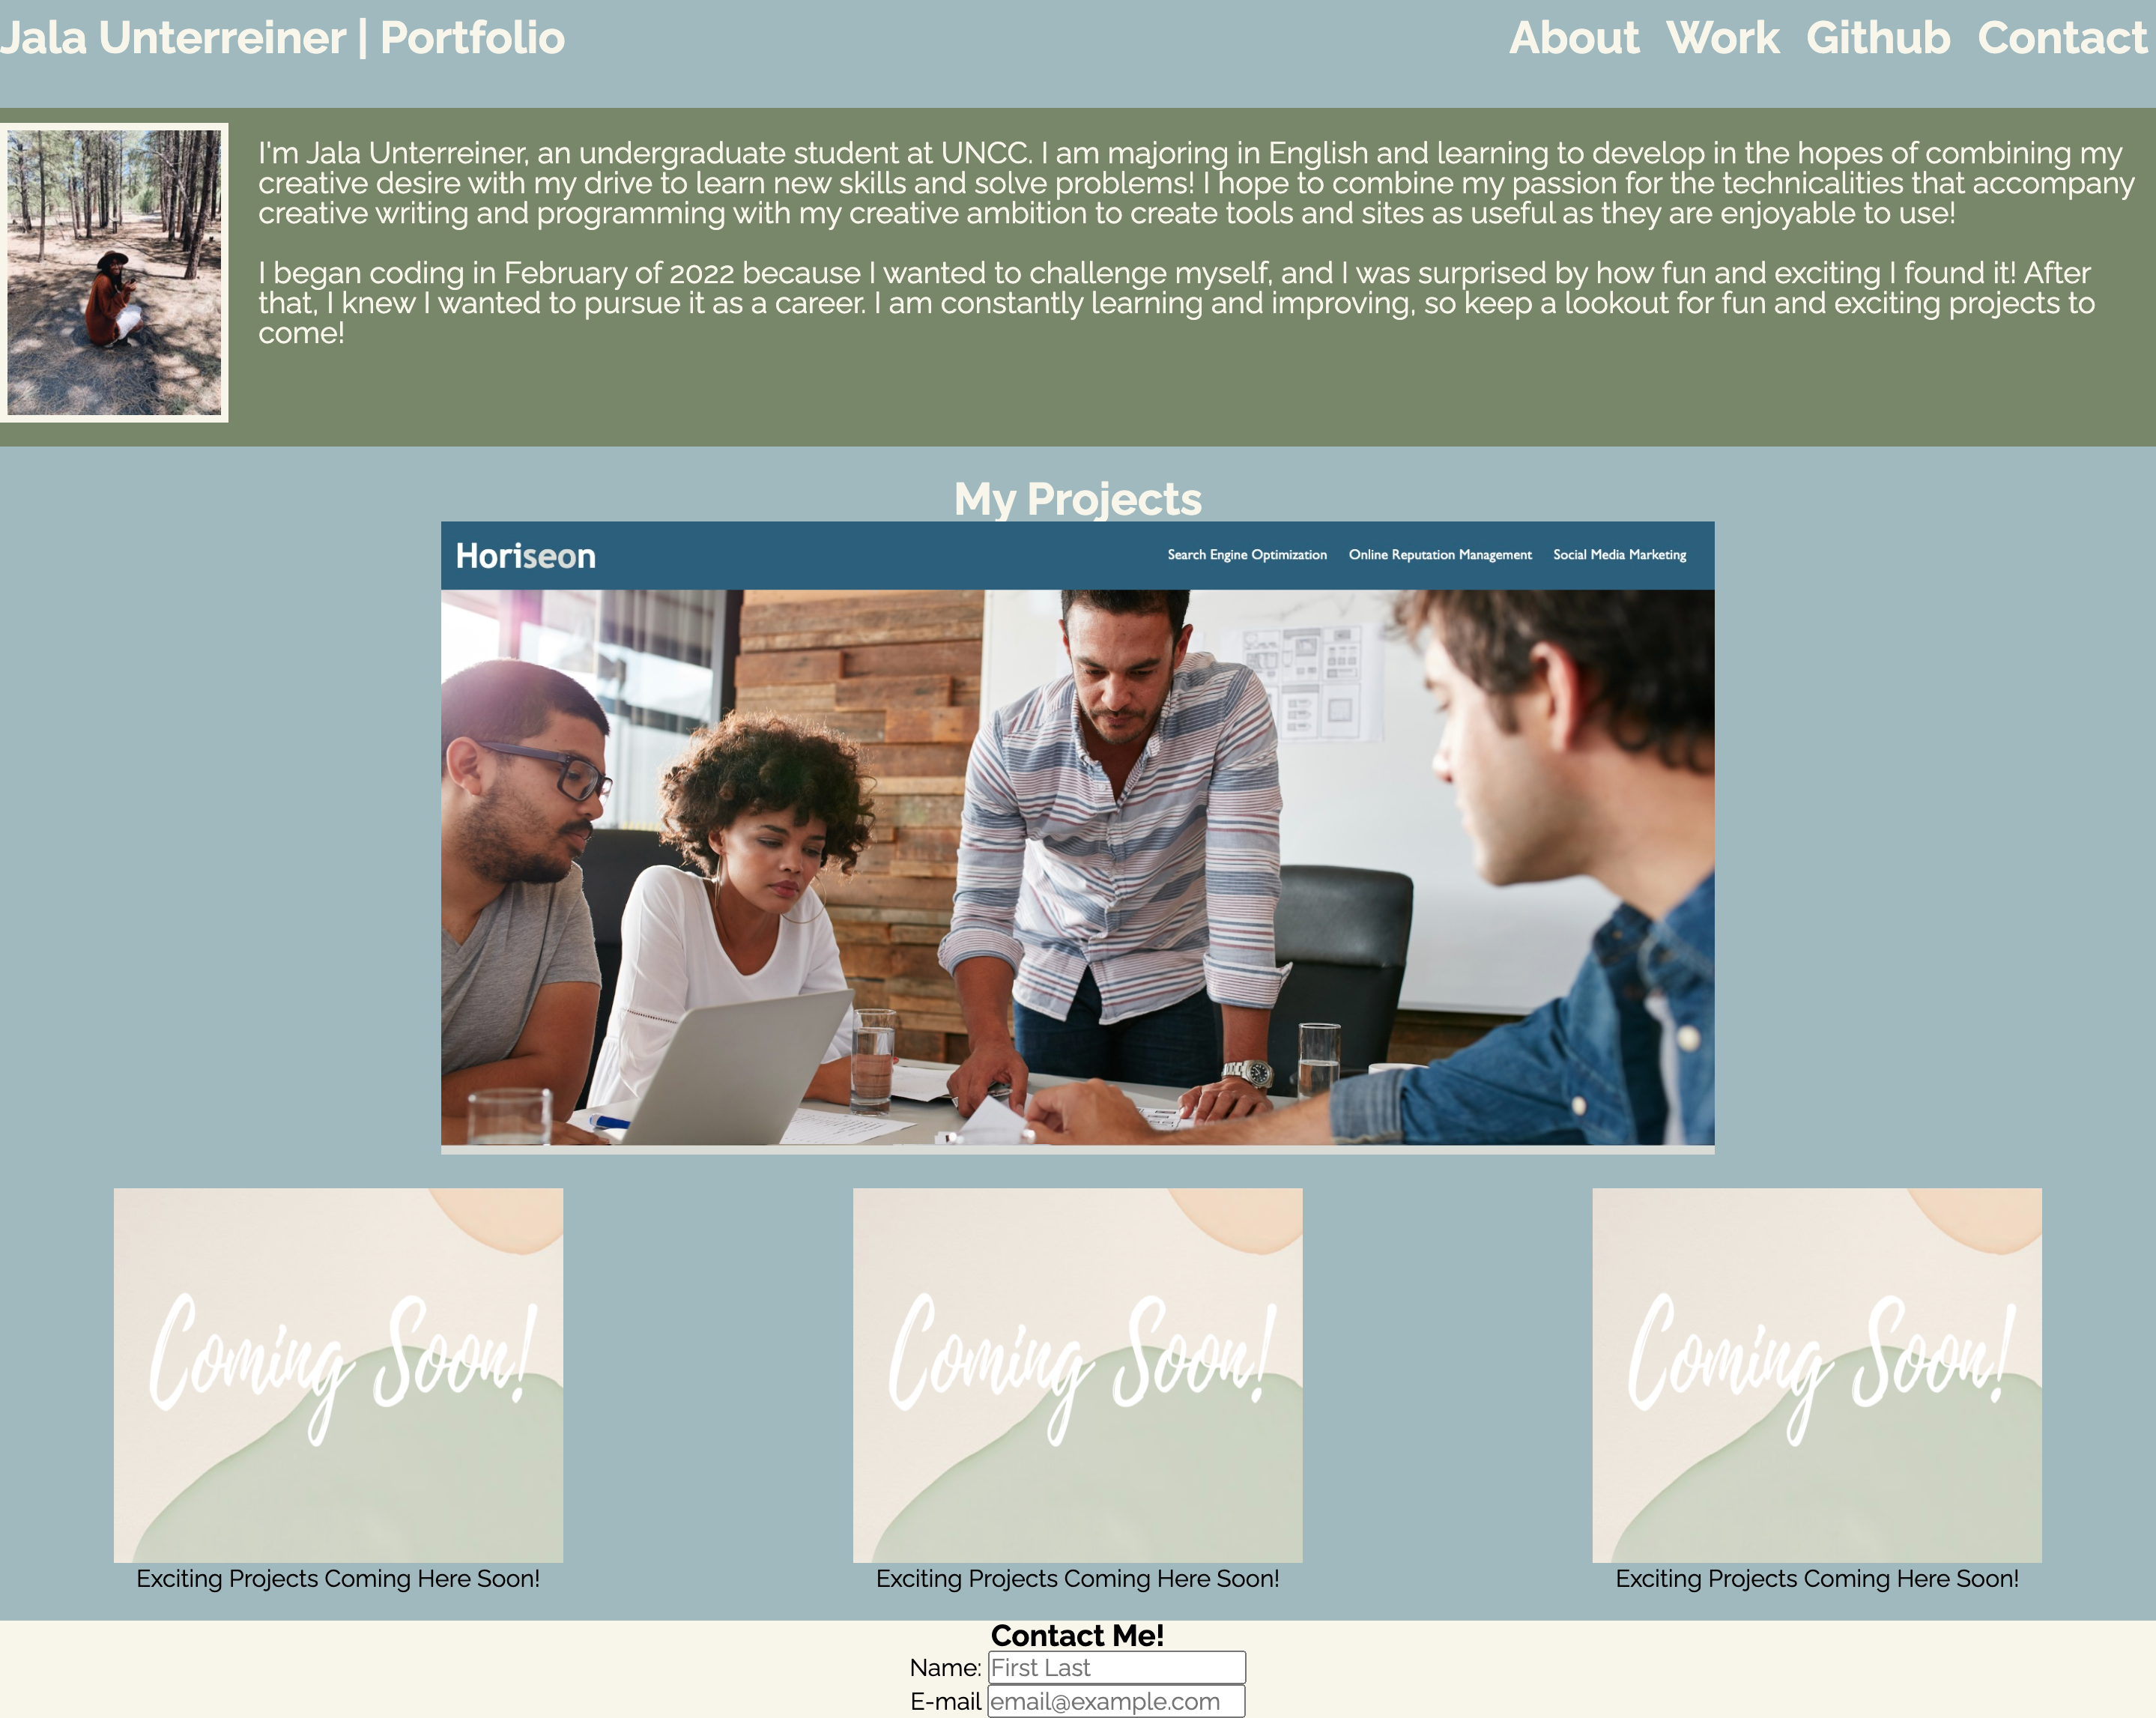 Jala Unterreiner | Portfolio
About Work Github Contact
I'm Jala Unterreiner, an undergraduate student at UNCC. I am majoring in English and learning to develop in the hopes of combining my
creative desire with my drive to learn new skills and solve problems! I hope to combine my passion for the technicalities that accompany
creative writing and programming with my creative ambition to create tools and sites as useful as they are enjoyable to use!
I began coding in February of 2022 because I wanted to challenge myself, and I was surprised by how fun and exciting I found it! After
that, I knew I wanted to pursue it as a career. I am constantly learning and improving, so keep a lookout for fun and exciting projects to
come!
My Projects
Horiseon
Search Engine Optimization Online Reputation Management Social Media Marketing
Coming Soon!
Coming Soon!
Coming Soon!
Exciting Projects Coming Here Soon!
Exciting Projects Coming Here Soon!
Exciting Projects Coming Here Soon!
Contact Me!
Name: First Last
E-mail email@example.com